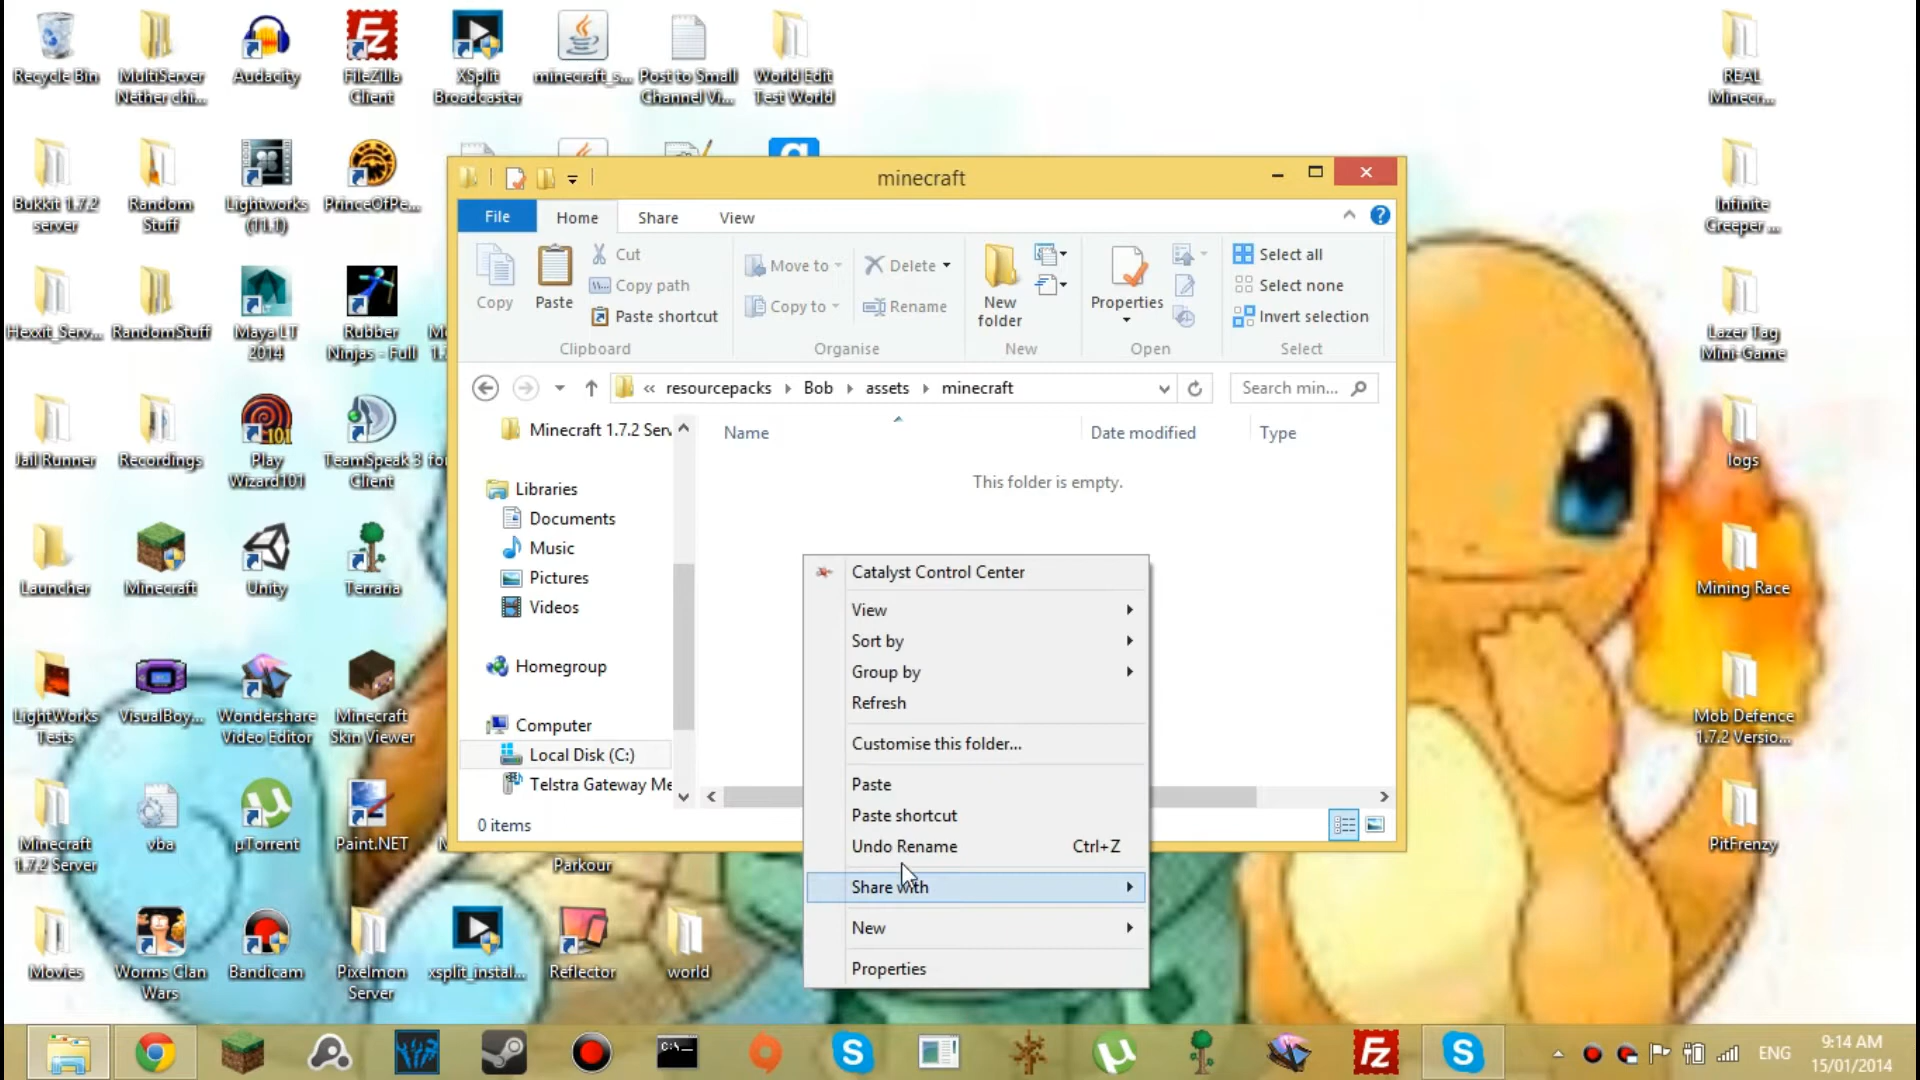 Recycle Bin
MultiServer
Nether chi...
Audacity
FileZilla
Client
XSplit
Broadcaster
minecraft_s...
Post to Small
Channel Vi...
World Edit
Test World
REAL
Minecr...
Bukkit 1.7.2
server
Random
Stuff
Lightworks
(11.1)
PrinceOfPe...
Infinite
Creeper ...
Hexxit_Serv...
RandomStuff
Maya LT
2014
Rubber
Ninjas - Full
Lazer Tag
Mini-Game
Jail Runner
Recordings
Play
Wizard101
TeamSpeak 3
Client
logs
Launcher
Minecraft
Unity
Terraria
Mining Race
LightWorks
Tests
VisualBoy...
Wondershare
Video Editor
Minecraft
Skin Viewer
Mob Defence
1.7.2 Versio...
Minecraft
1.7.2 Server
vba
µTorrent
Paint.NET
Parkour
PitFrenzy
Movies
Worms Clan
Wars
Bandicam
Pixelmon
Server
xsplit_instal...
Reflector
world
minecraft
File
Home
Share
View
Copy
Paste
Cut
Copy path
Paste shortcut
Clipboard
Move to
Copy to
Delete
Rename
Organise
New
folder
New
Properties
Open
Select all
Select none
Invert selection
Select
« resourcepacks
Bob
assets
minecraft
Search min...
Minecraft 1.7.2 Serv
Libraries
Documents
Music
Pictures
Videos
Homegroup
Computer
Local Disk (C:)
Telstra Gateway Me
Name
Date modified
Type
This folder is empty.
0 items
Catalyst Control Center
View
Sort by
Group by
Refresh
Customise this folder...
Paste
Paste shortcut
Undo Rename Ctrl+Z
Share with
New
Properties
ENG
9:14 AM
15/01/2014